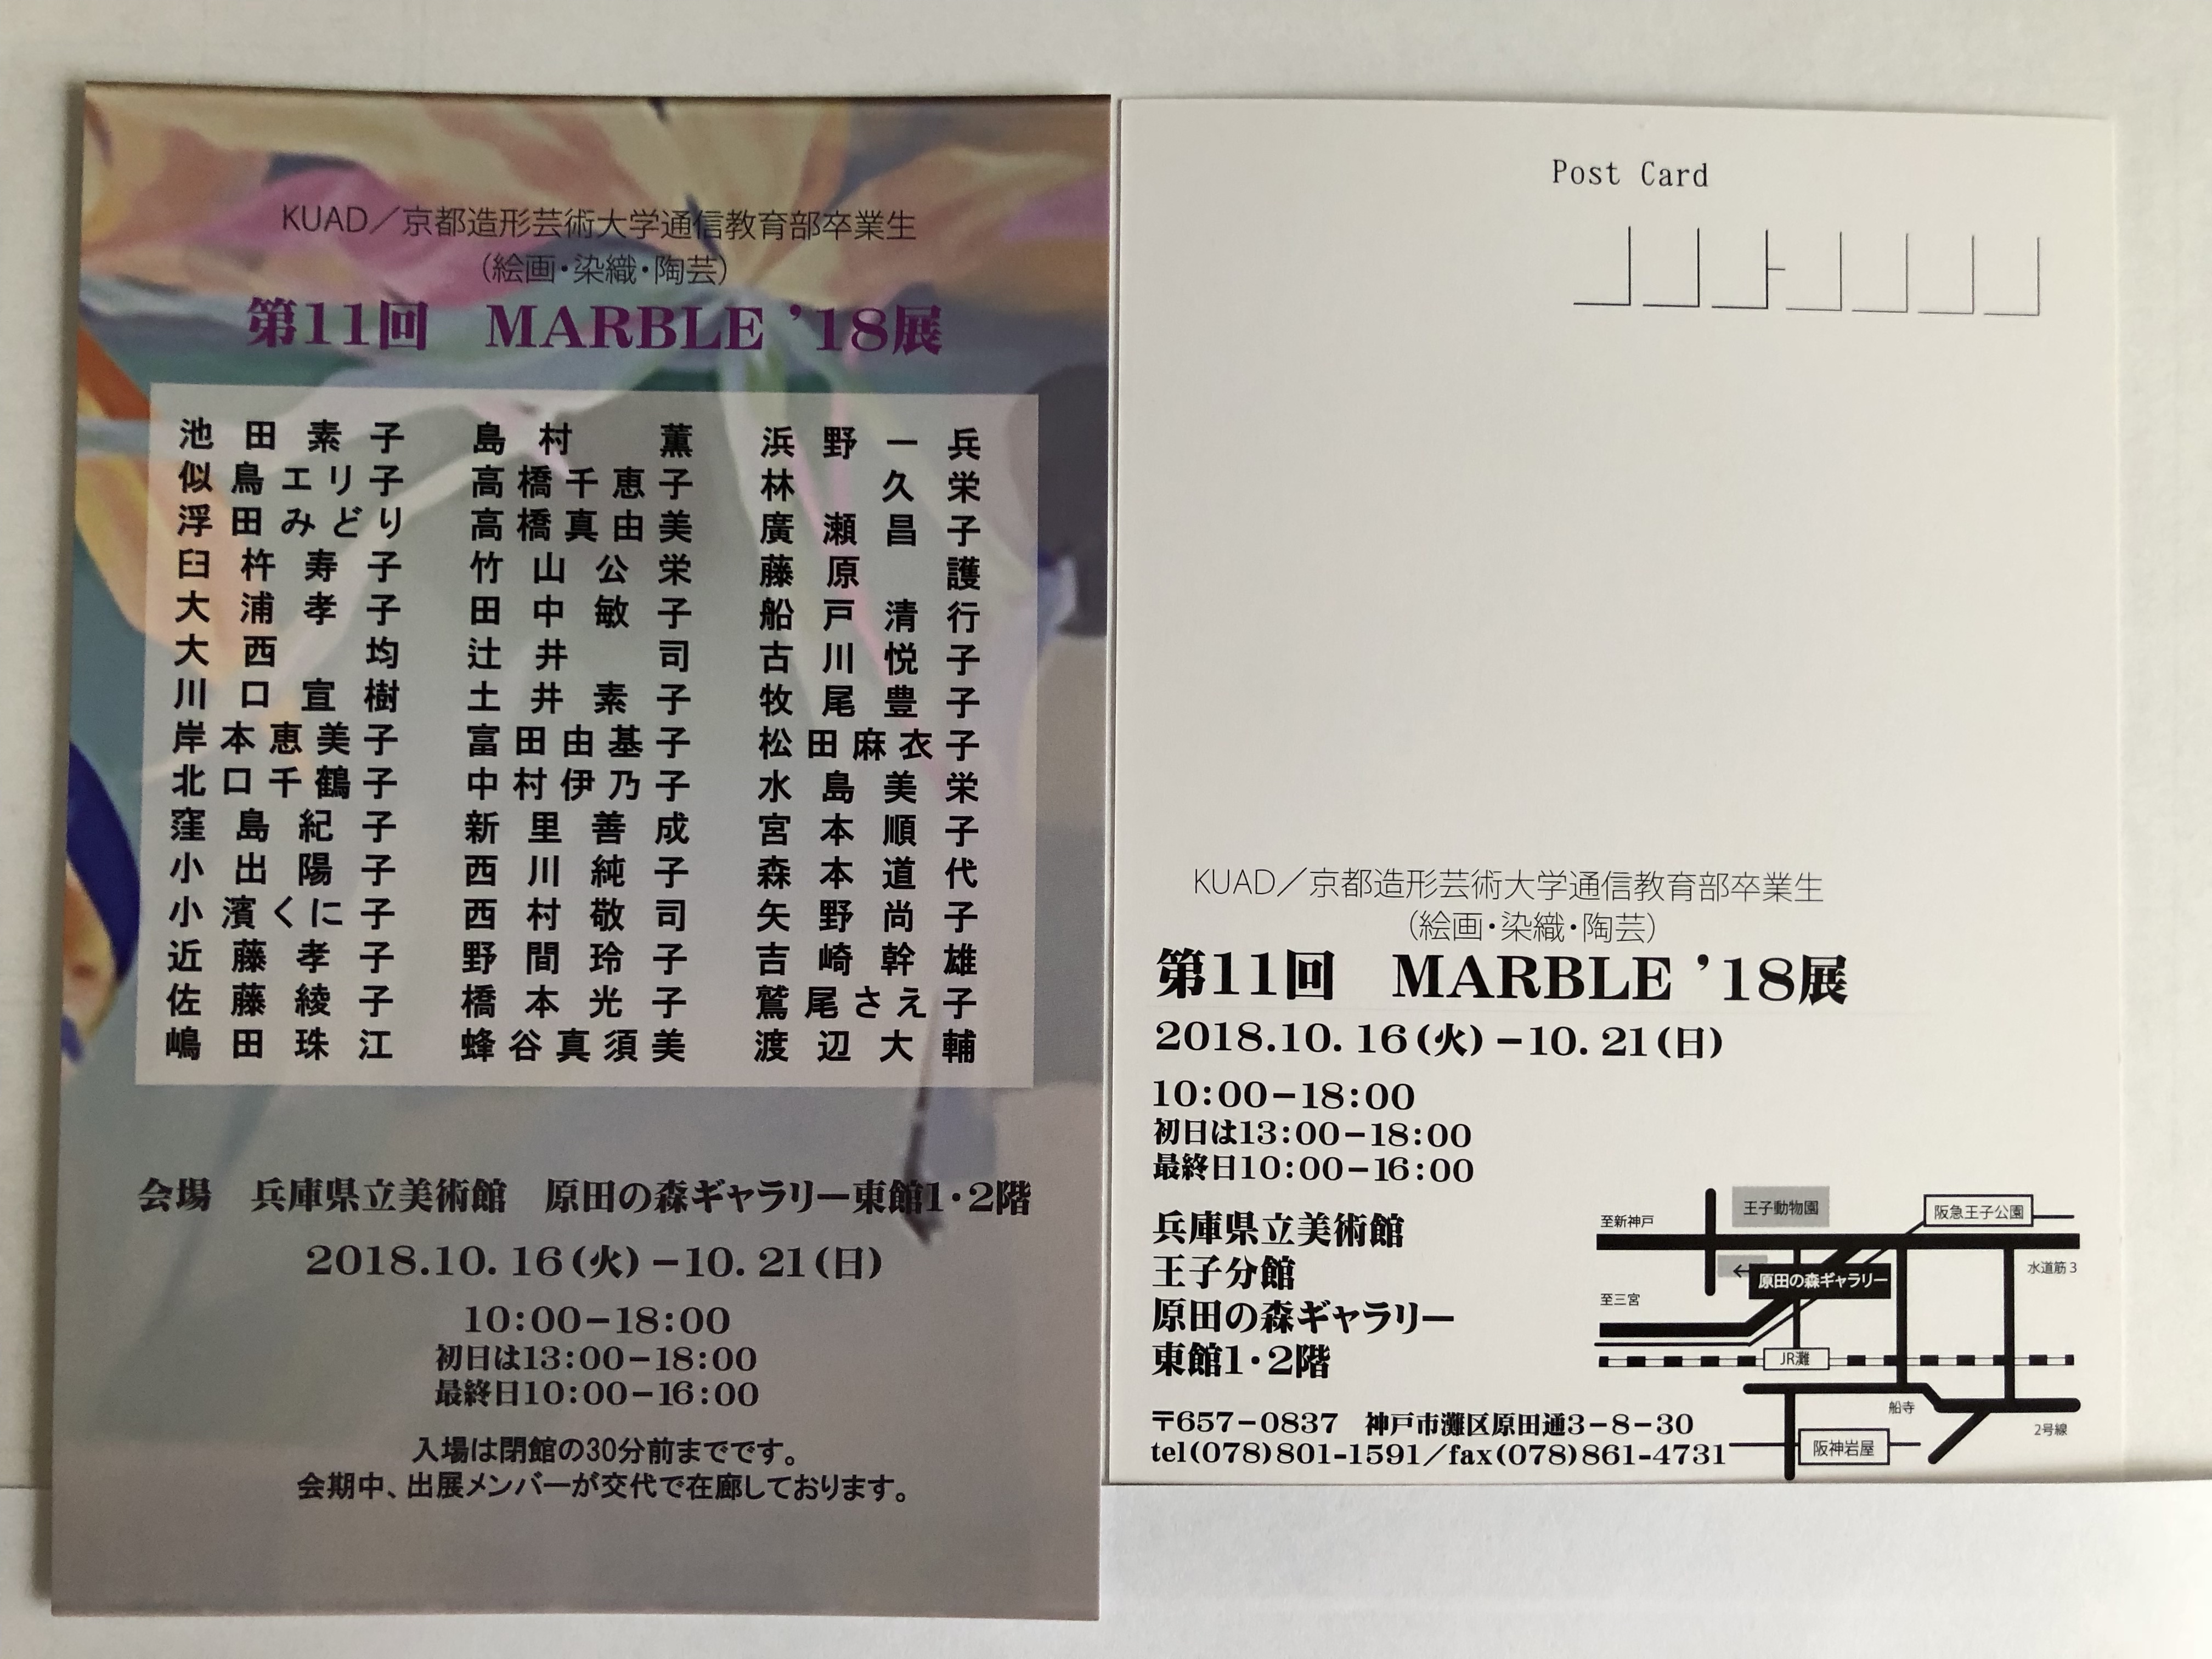 KUAD／京都造形芸術大学通信教育部卒業生
（絵画・染織・陶芸）
第11回　MARBLE ’18展
池田素子　島村薫　浜野一兵
似鳥エリ子　高橋千恵子　林久栄
浮田みどり　高橋真由美　廣瀬昌子
臼杵寿子　竹山公栄　藤原護
大浦孝子　田中敏子　船戸清行
大西均　辻井司　古川悦子
川口宣樹　土井素子　牧尾豊子
岸本恵美子　富田由基子　松田麻衣子
北口千鶴子　中村伊乃子　水島美栄
窪島紀子　新里善成　宮本順子
小出陽子　西川純子　森本道代
小濱くに子　西村敬司　矢野尚子
近藤孝子　野間玲子　吉崎幹雄
佐藤綾子　橋本光子　鷲尾さえ子
嶋田珠江　蜂谷真須美　渡辺大輔
会場　兵庫県立美術館　原田の森ギャラリー東館1・2階
2018.10. 16(火)－10. 21(日)
10:00－18:00
初日は13:00－18:00
最終日10:00－16:00
入場は閉館の30分前までです。
会期中、出展メンバーが交代で在廊しております。
Post Card
KUAD／京都造形芸術大学通信教育部卒業生
（絵画・染織・陶芸）
第11回　MARBLE ’18展
2018.10. 16(火)－10. 21(日)
10:00－18:00
初日は13:00－18:00
最終日10:00－16:00
兵庫県立美術館
王子分館
原田の森ギャラリー
東館1・2階
〒657－0837　神戸市灘区原田通3－8－30
tel(078)801-1591／fax(078)861-4731
王子動物園
阪急王子公園
至新神戸
水道筋3
←
原田の森ギャラリー
至三宮
JR灘
船寺
2号線
阪神岩屋